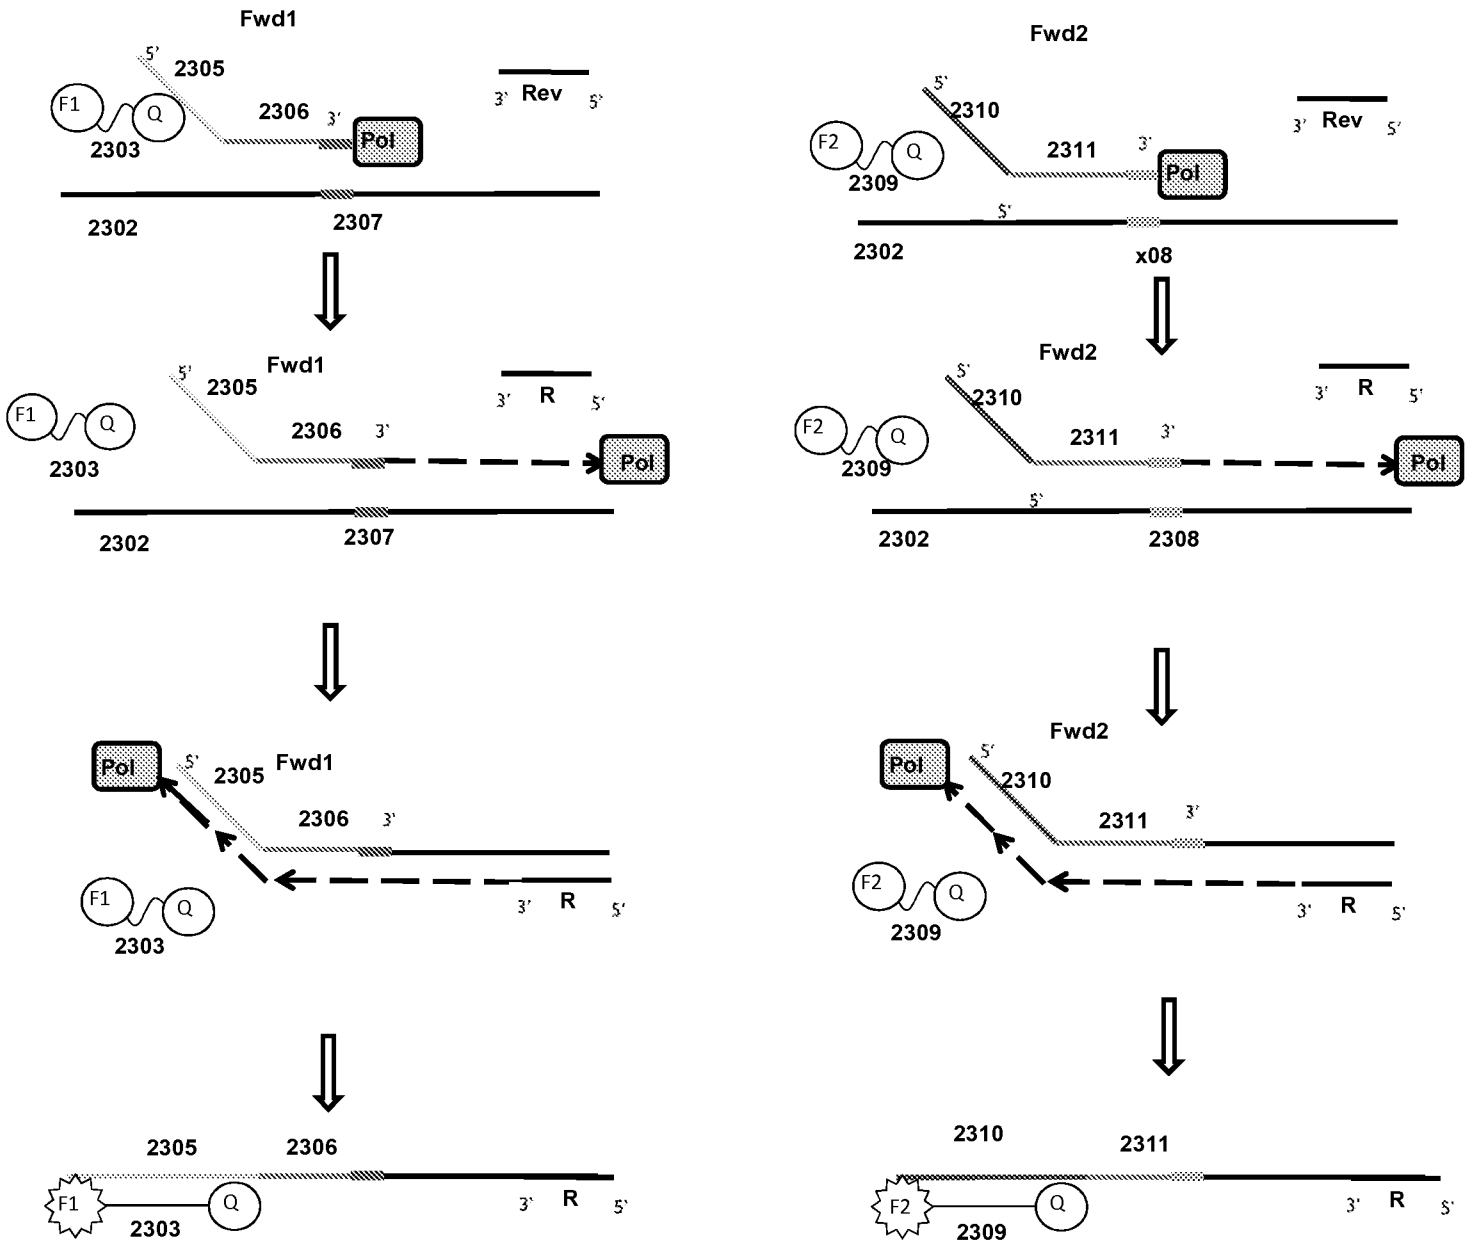 Fwd1
5'
2305
F1
Q
2303
2306
3'
Pol
3'
Rev
5'
2302
2307
Fwd2
5'
2310
F2
Q
2309
2311
3'
Pol
3'
Rev
5'
5'
2302
x08
Fwd1
5'
2305
F1
Q
2303
2306
3'
R
3'
5'
Pol
2302
2307
Fwd2
5'
2310
F2
Q
2309
2311
3'
R
3'
5'
Pol
5'
2302
2308
Pol
5'
2305
Fwd1
2306
3'
F1
Q
2303
3'
R
5'
Fwd2
Pol
5'
2310
2311
3'
F2
Q
2309
3'
R
5'
2305
2306
F1
Q
2303
3'
R
5'
2310
2311
F2
Q
2309
3'
R
5'